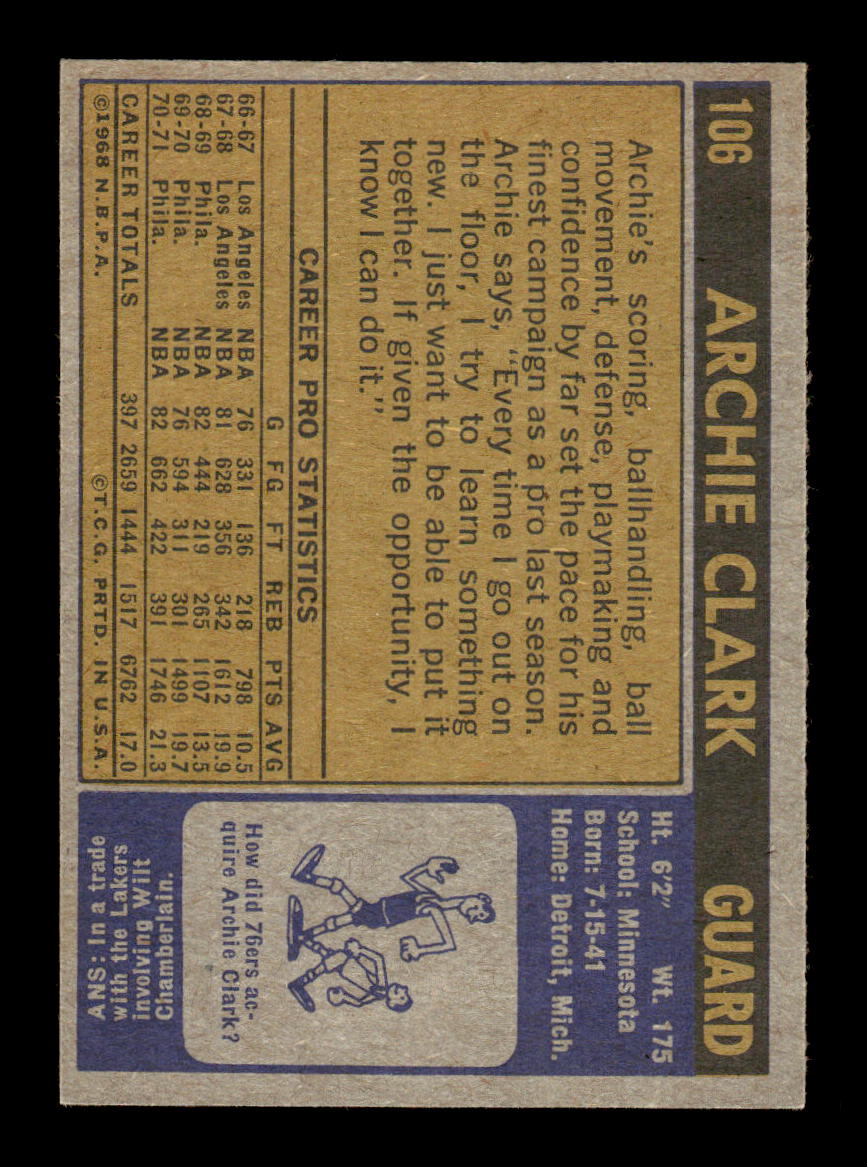 106 ARCHIE CLARK GUARD
Archie's scoring, ballhandling, ball
movement, defense, playmaking and
confidence by far set the pace for his
finest campaign as a pro last season.
Archie says, "Every time I go out on
the floor, I try to learn something
new. I just want to be able to put it
together. If given the opportunity, I
know I can do it."
CAREER PRO STATISTICS
G FG FT REB PTS AVG
66-67 Los Angeles NBA 76 331 136 218 798 10.5
67-68 Los Angeles NBA 81 628 356 342 1612 19.9
68-69 Phila. NBA 82 444 219 265 1107 13.5
69-70 Phila. NBA 76 594 311 301 1499 19.7
70-71 Phila. NBA 82 662 422 391 1746 21.3
CAREER TOTALS 397 2659 1444 1517 6762 17.0
©1968 N.B.P.A. ©T.C.G. PRTD. IN U.S.A.
Ht. 6'2" Wt. 175
School: Minnesota
Born: 7-15-41
Home: Detroit, Mich.
How did 76ers ac-
quire Archie Clark?
ANS: In a trade
with the Lakers
involving Wilt
Chamberlain.